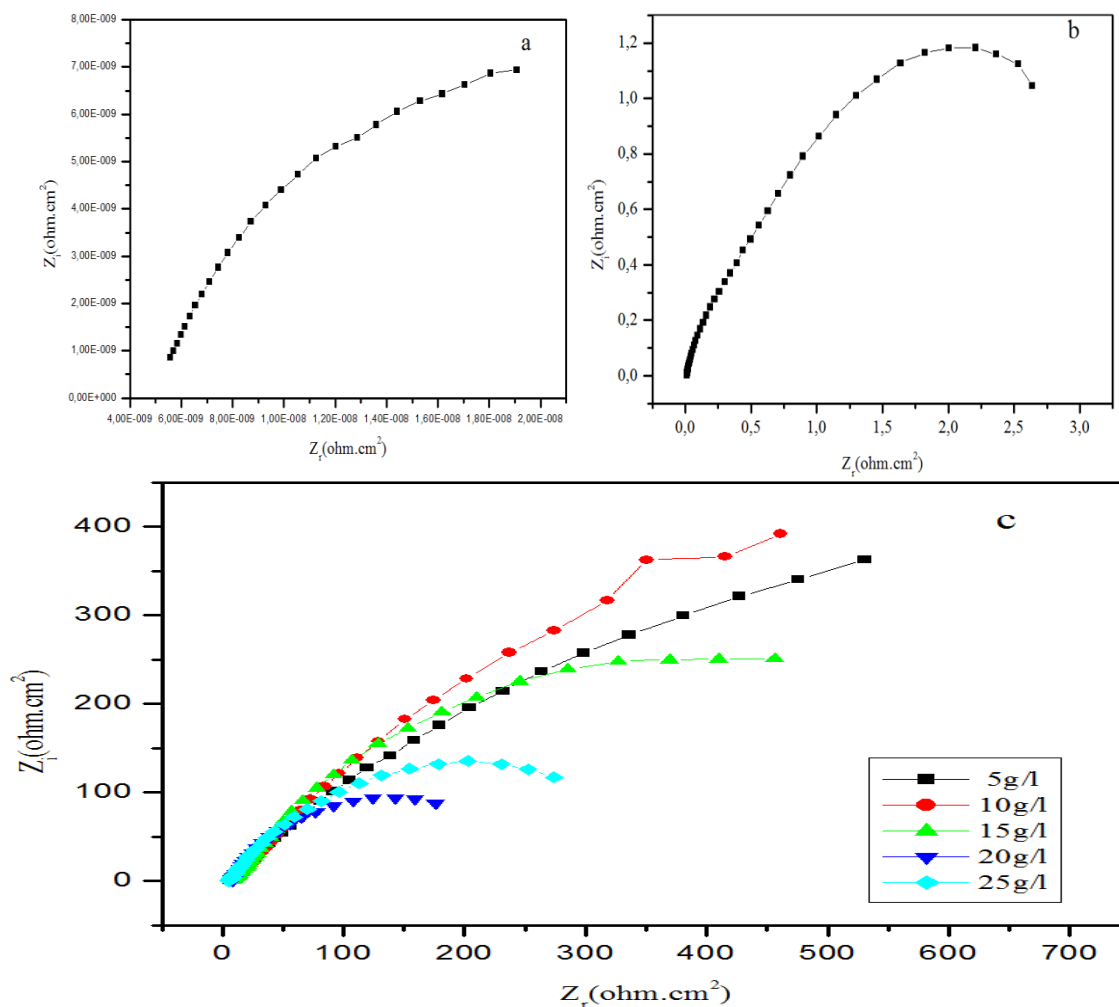 a
8,00E-009
7,00E-009
6,00E-009
5,00E-009
4,00E-009
3,00E-009
2,00E-009
1,00E-009
0,00E+000
Zᵢ(ohm.cm²)
4,00E-009 6,00E-009 8,00E-009 1,00E-008 1,20E-008 1,40E-008 1,60E-008 1,80E-008 2,00E-008
Zᵣ(ohm.cm²)
b
1,2
1,0
0,8
0,6
0,4
0,2
0,0
Zᵢ(ohm.cm²)
0,0 0,5 1,0 1,5 2,0 2,5 3,0
Zᵣ(ohm.cm²)
c
400
300
200
100
0
Zᵢ(ohm.cm²)
5g/l
10g/l
15g/l
20g/l
25g/l
0 100 200 300 400 500 600 700
Zᵣ(ohm.cm²)